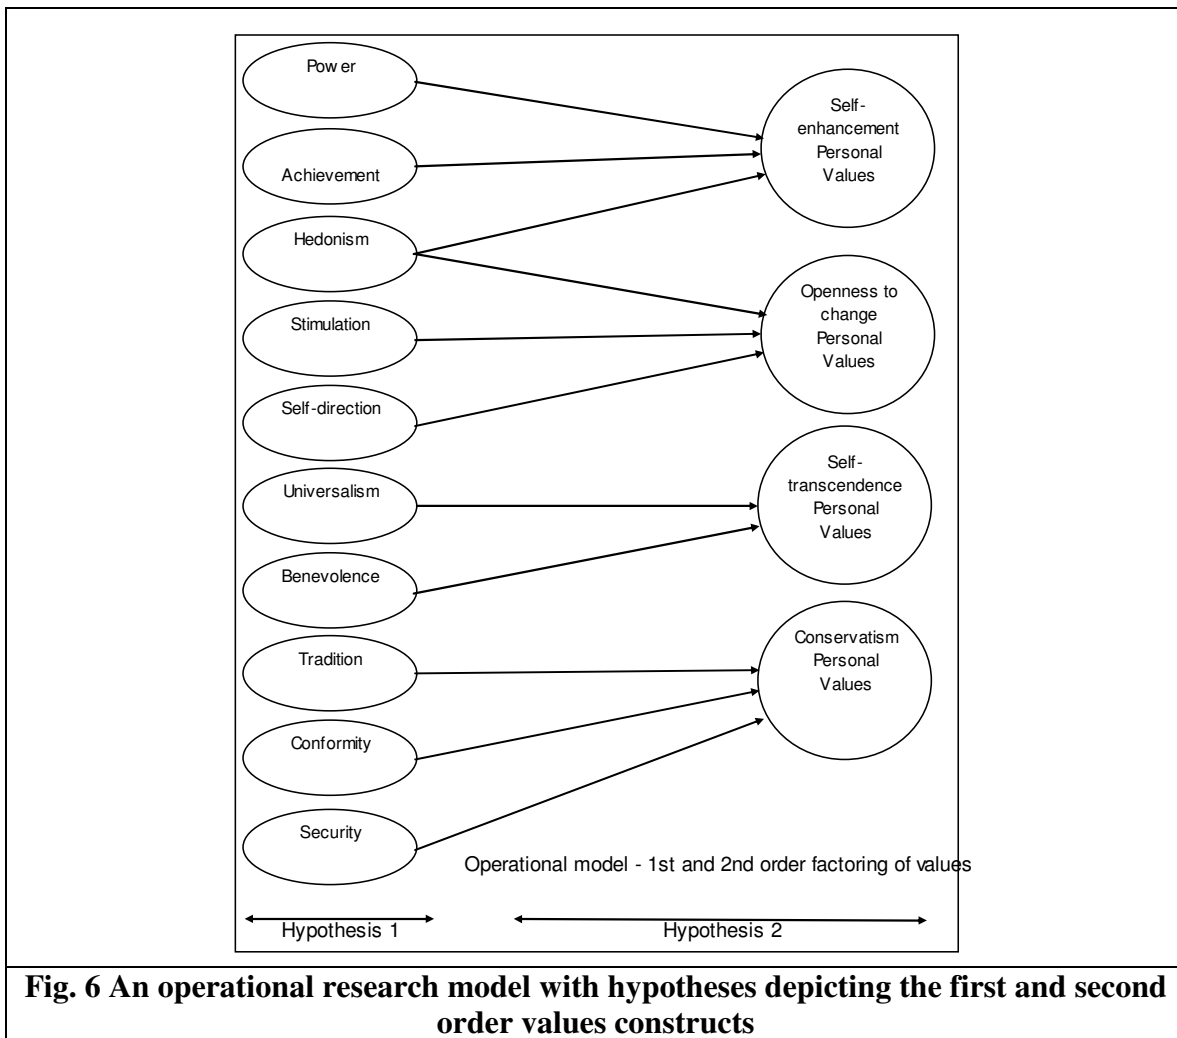 Power
Achievement
Hedonism
Stimulation
Self-direction
Universalism
Benevolence
Tradition
Conformity
Security
Self-
enhancement
Personal
Values
Openness to
change
Personal
Values
Self-
transcendence
Personal
Values
Conservatism
Personal
Values
Operational model - 1st and 2nd order factoring of values
Hypothesis 1
Hypothesis 2
Fig. 6 An operational research model with hypotheses depicting the first and second
order values constructs